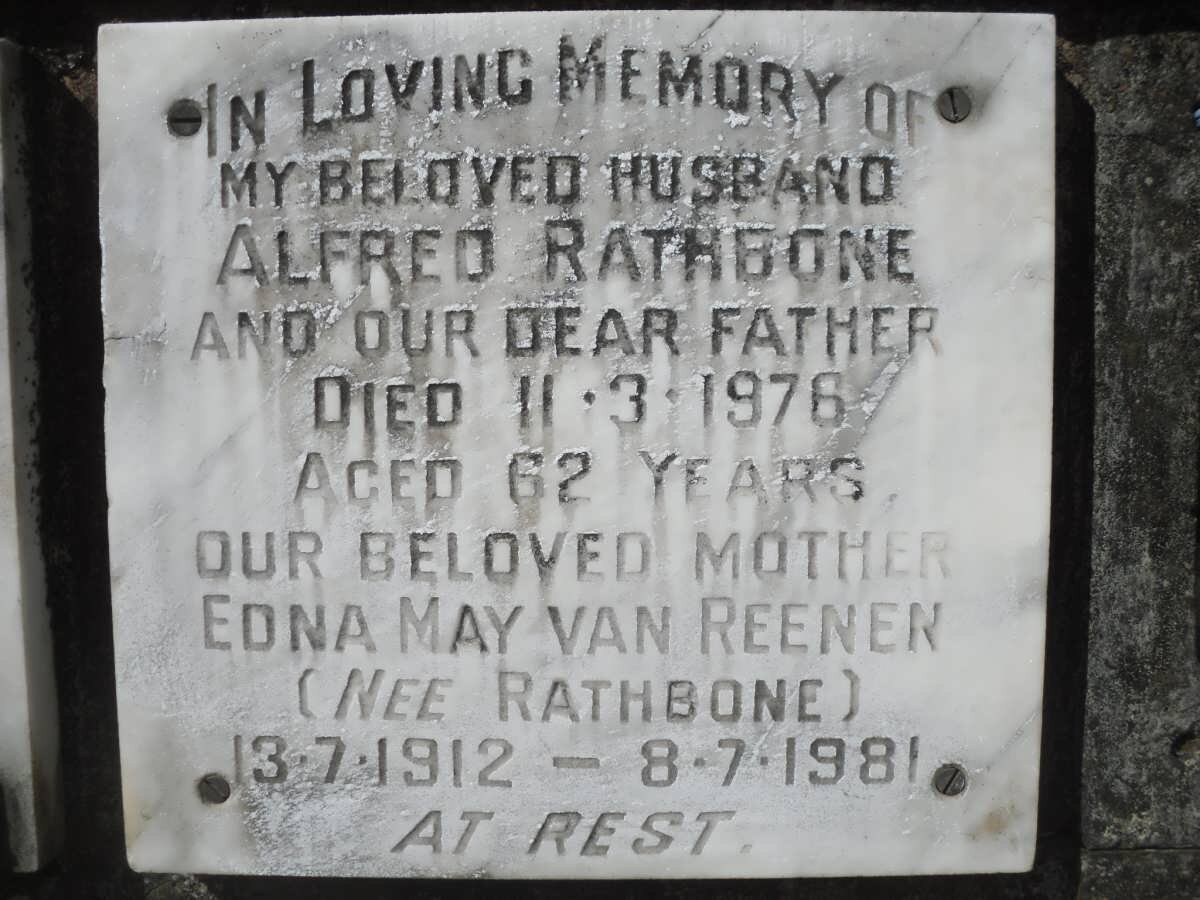 IN LOVING MEMORY OF
MY BELOVED HUSBAND
ALFRED RATHBONE
AND OUR DEAR FATHER
DIED 11·3·1976
AGED 62 YEARS.
OUR BELOVED MOTHER
EDNA MAY VAN REENEN
(NEE RATHBONE)
13·7·1912 — 8·7·1981
AT REST.